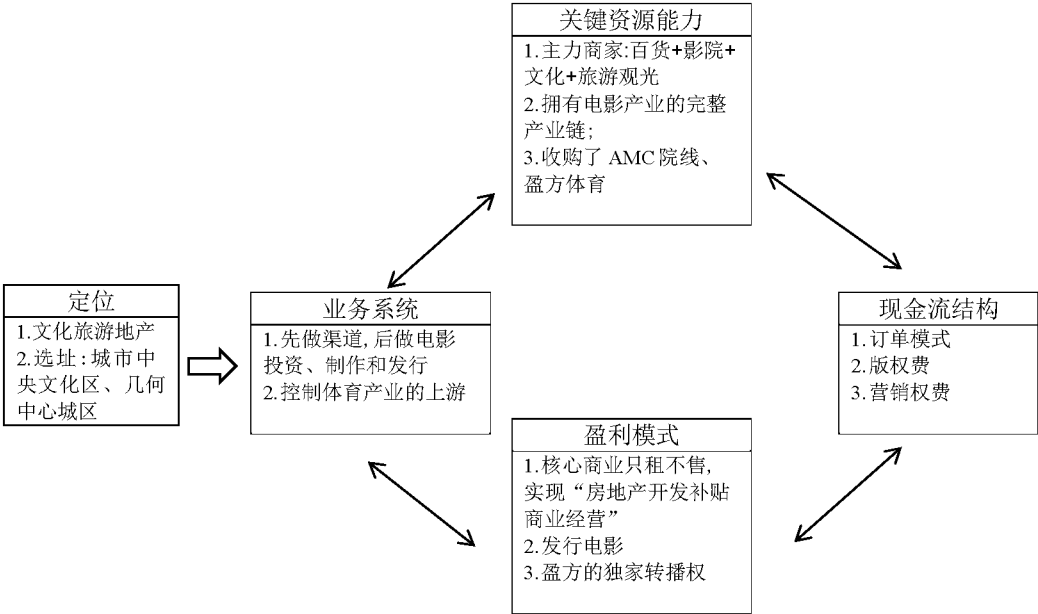 关键资源能力
1.主力商家:百货+影院+
文化+旅游观光
2.拥有电影产业的完整
产业链;
3.收购了 AMC 院线、
盈方体育
定位
1.文化旅游地产
2.选址:城市中
央文化区、几何
中心城区
业务系统
1.先做渠道,后做电影
投资、制作和发行
2.控制体育产业的上游
现金流结构
1.订单模式
2.版权费
3.营销权费
盈利模式
1.核心商业只租不售,
实现“房地产开发补贴
商业经营”
2.发行电影
3.盈方的独家转播权